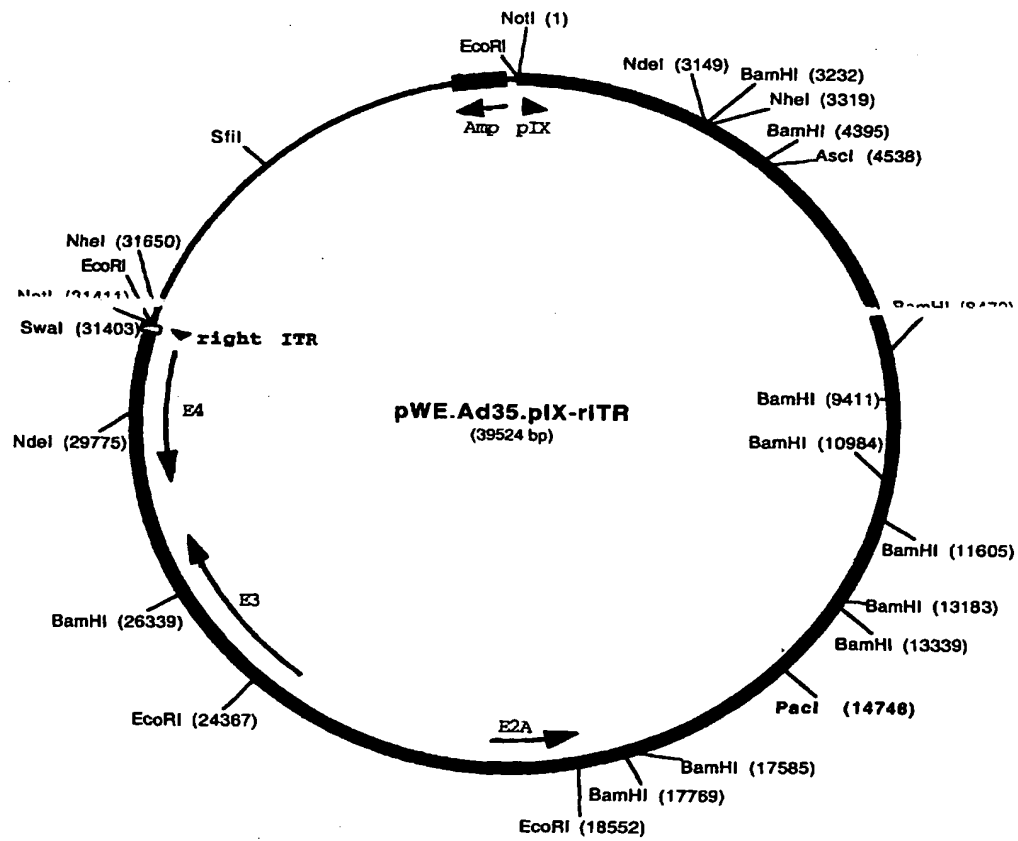 NotI (1)
EcoRI
NdeI (3149)
BamHI (3232)
NheI (3319)
BamHI (4395)
AscI (4538)
Amp pIX
SfiI
NheI (31650)
EcoRI
SwaI (31403)
right ITR
E4
pWE.Ad35.pIX-rITR
(39524 bp)
BamHI (9411)
BamHI (10984)
NdeI (29775)
BamHI (11605)
E3
BamHI (13183)
BamHI (26339)
BamHI (13339)
PacI (14746)
EcoRI (24367)
E2A
BamHI (17585)
BamHI (17769)
EcoRI (18552)